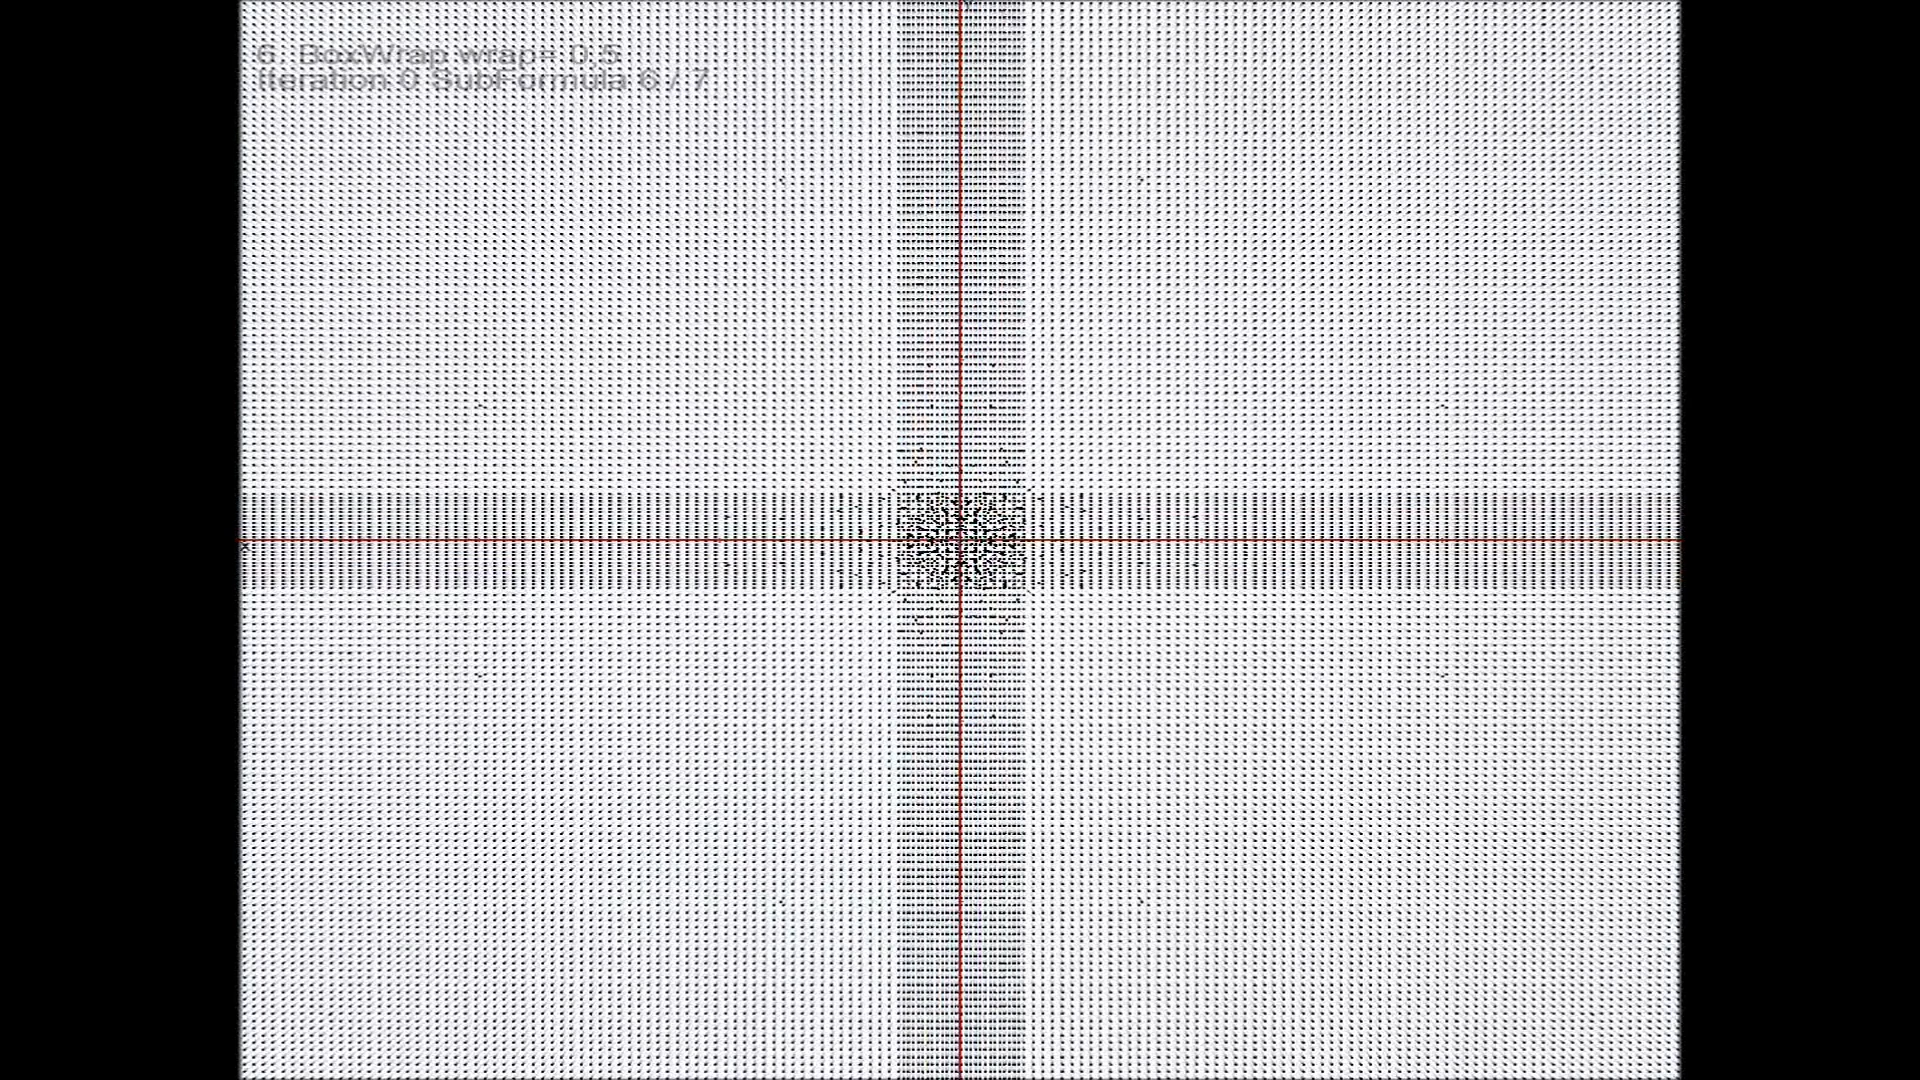 6. BoxWrap wrap= 0.5
Iteration 0 SubFormula 6 / 7
x